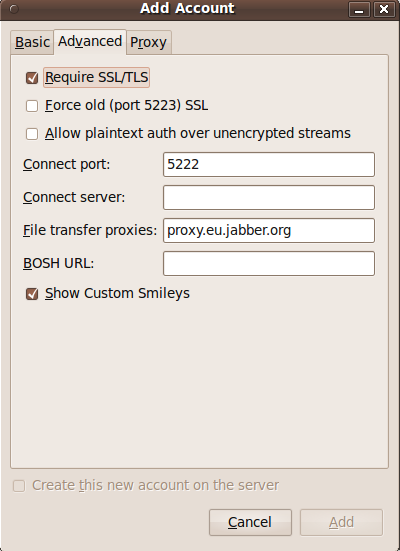 Add Account
Basic Advanced Proxy
Require SSL/TLS
Force old (port 5223) SSL
Allow plaintext auth over unencrypted streams
Connect port: 5222
Connect server:
File transfer proxies: proxy.eu.jabber.org
BOSH URL:
Show Custom Smileys
Create this new account on the server
Cancel Add